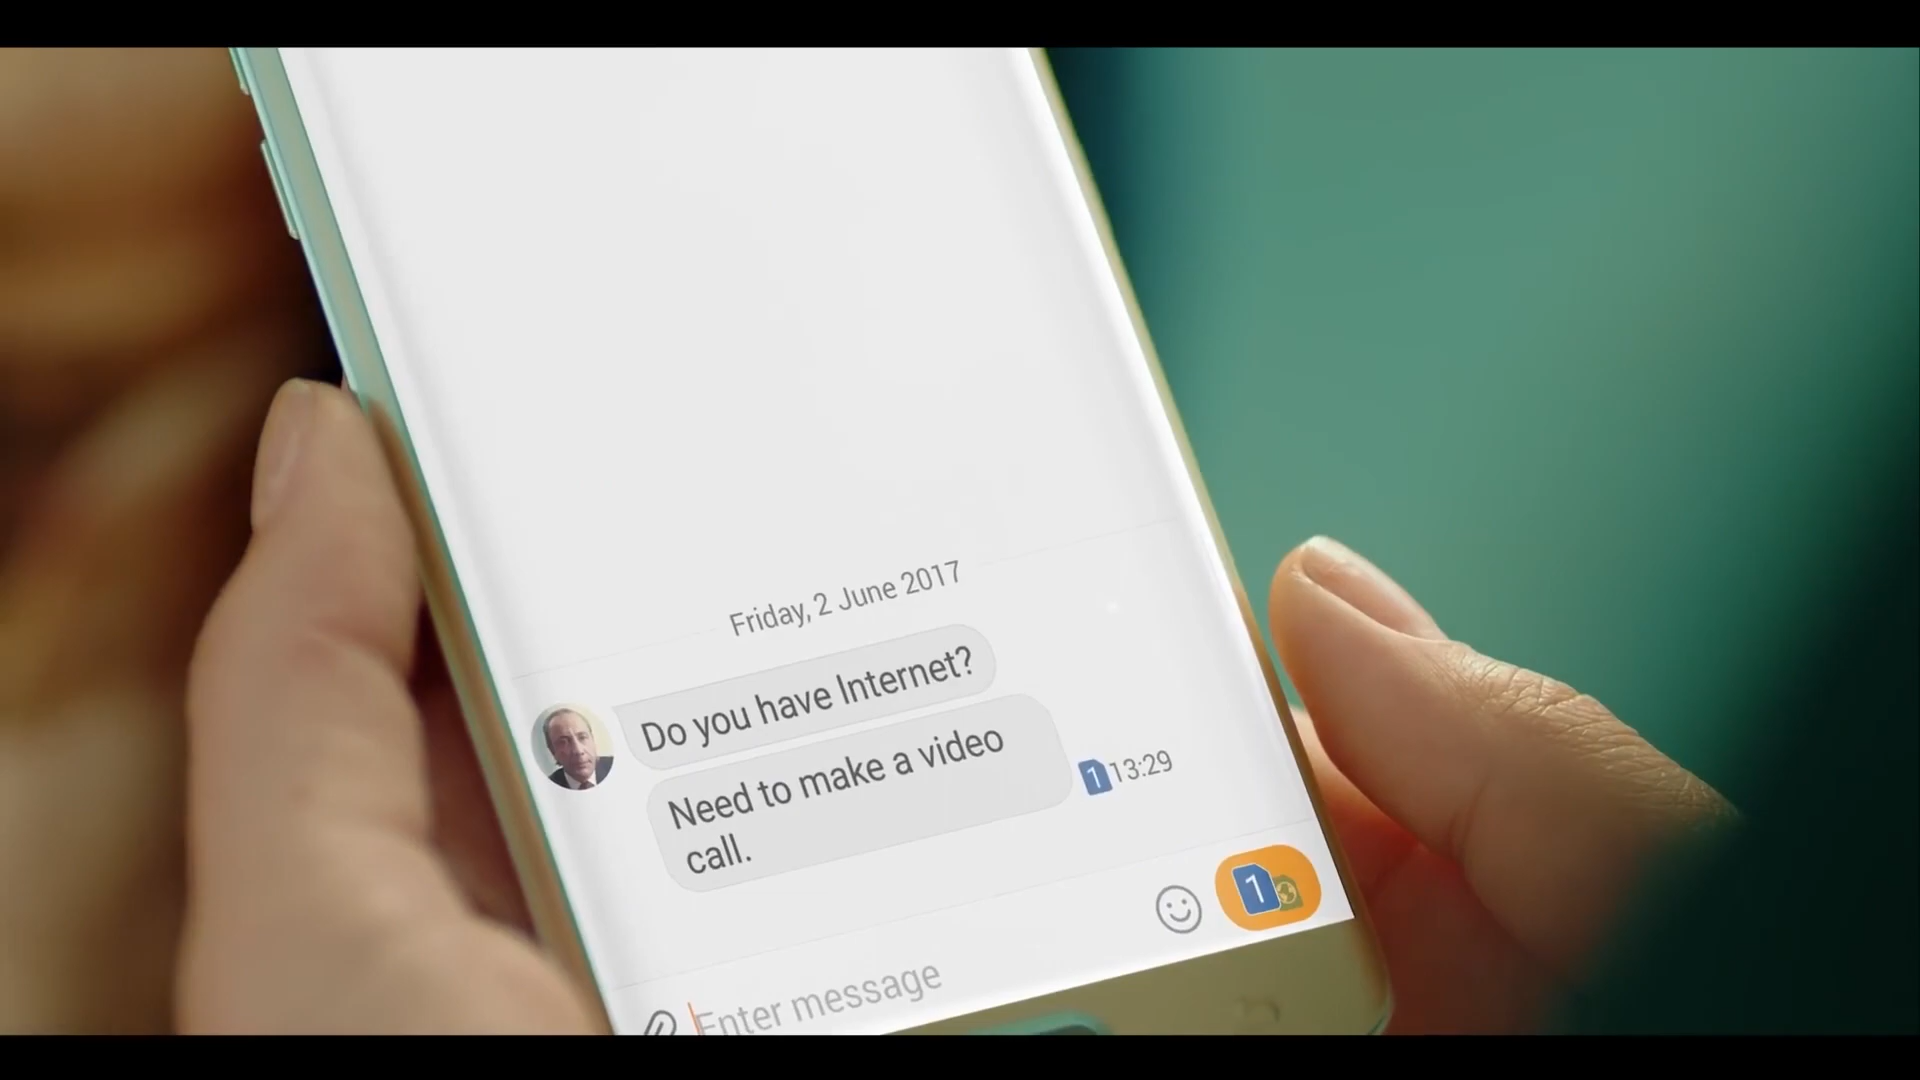 Friday, 2 June 2017
Do you have Internet?
Need to make a video
call.
1 13:29
1
Enter message